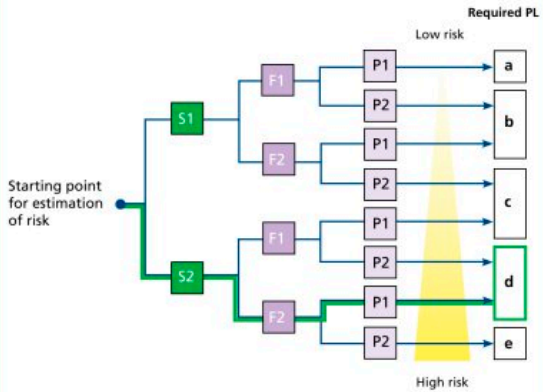 Required PL
Low risk
P1
a
F1
P2
S1
b
P1
F2
P2
Starting point
for estimation
of risk
c
P1
F1
P2
S2
d
P1
F2
P2
e
High risk